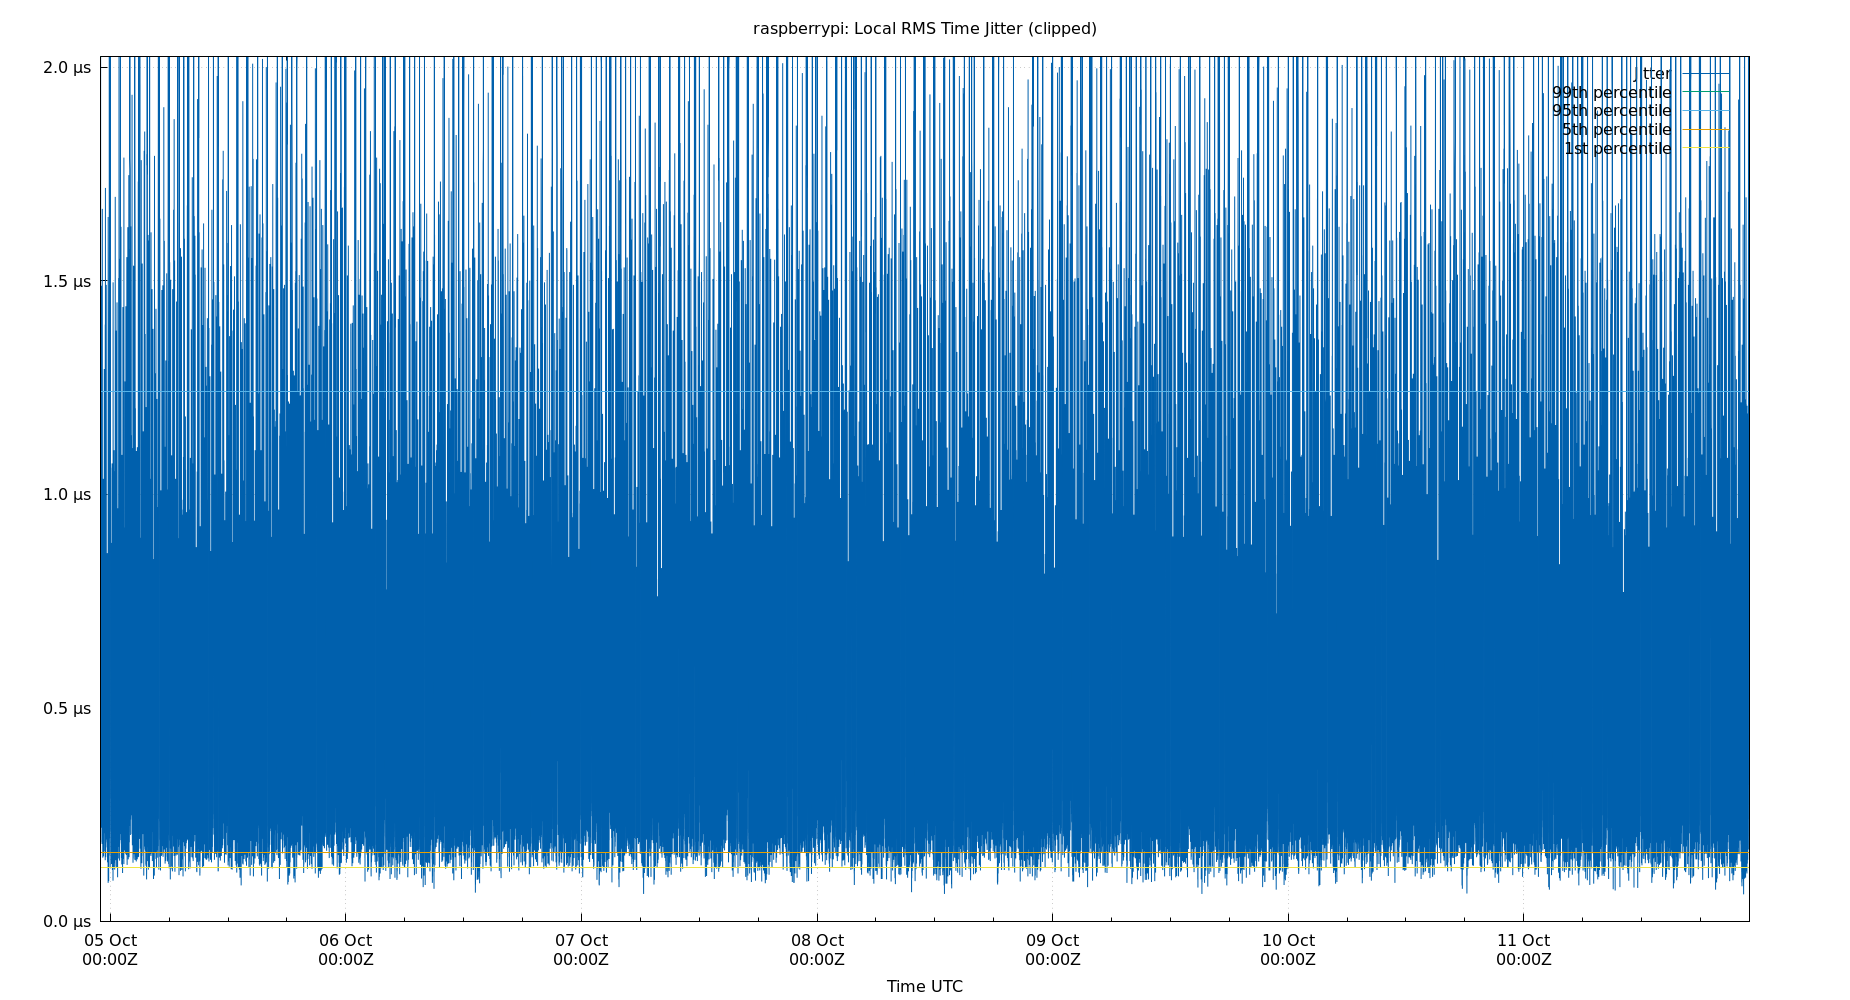 raspberrypi: Local RMS Time Jitter (clipped)
2.0 µs
1.5 µs
1.0 µs
0.5 µs
0.0 µs
Jitter
99th percentile
95th percentile
5th percentile
1st percentile
05 Oct
00:00Z
06 Oct
00:00Z
07 Oct
00:00Z
08 Oct
00:00Z
09 Oct
00:00Z
10 Oct
00:00Z
11 Oct
00:00Z
Time UTC